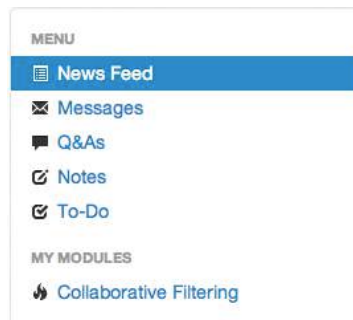 MENU
News Feed
Messages
Q&As
Notes
To-Do
MY MODULES
Collaborative Filtering